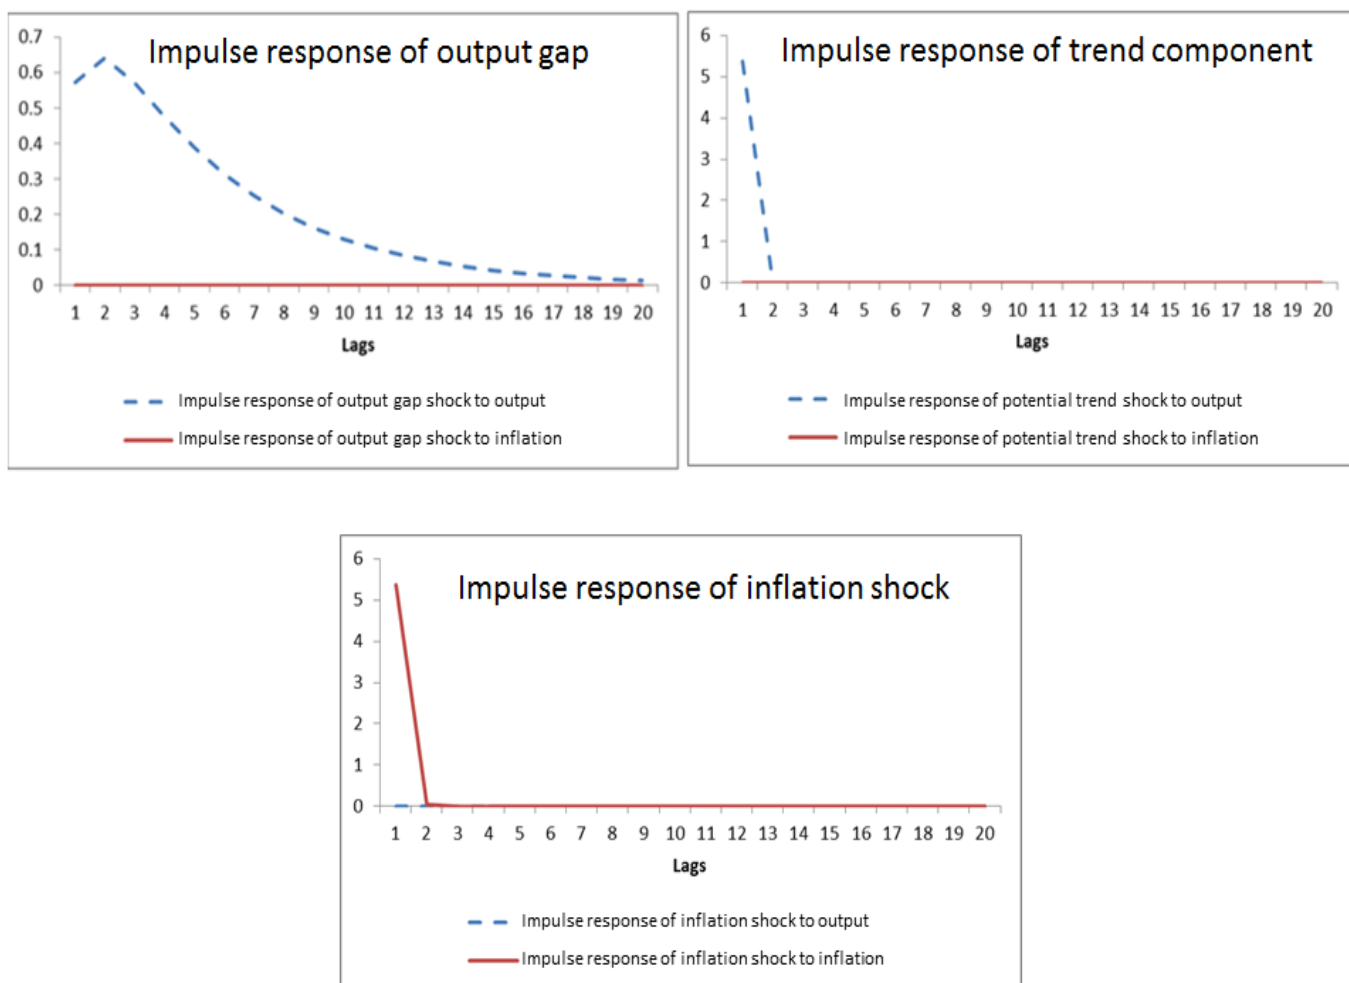 Impulse response of output gap
0.7
0.6
0.5
0.4
0.3
0.2
0.1
0
1 2 3 4 5 6 7 8 9 10 11 12 13 14 15 16 17 18 19 20
Lags
Impulse response of output gap shock to output
Impulse response of output gap shock to inflation
Impulse response of trend component
6
5
4
3
2
1
0
1 2 3 4 5 6 7 8 9 10 11 12 13 14 15 16 17 18 19 20
Lags
Impulse response of potential trend shock to output
Impulse response of potential trend shock to inflation
Impulse response of inflation shock
6
5
4
3
2
1
0
1 2 3 4 5 6 7 8 9 10 11 12 13 14 15 16 17 18 19 20
Lags
Impulse response of inflation shock to output
Impulse response of inflation shock to inflation